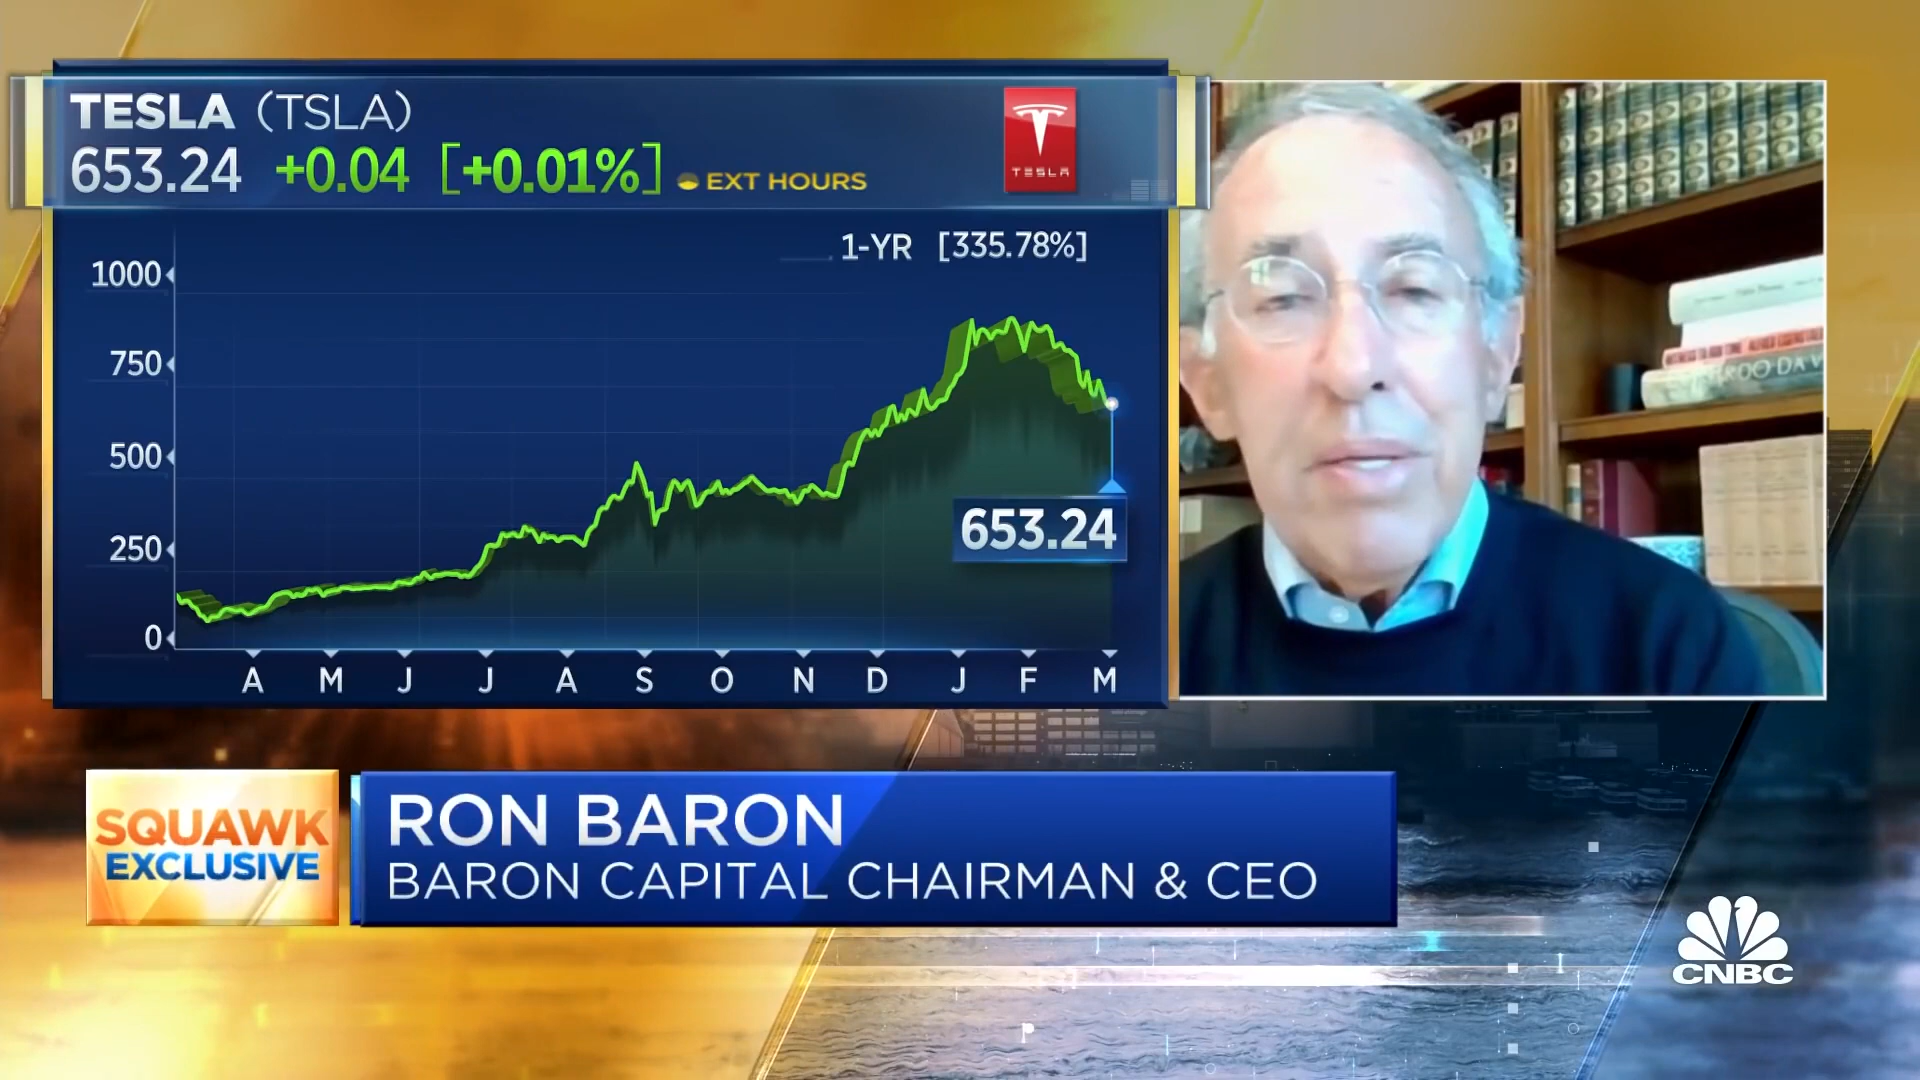 TESLA (TSLA)
653.24 +0.04 [+0.01%] EXT HOURS
TESLA
1-YR [335.78%]
1000
750
500
250
0
653.24
A M J J A S O N D J F M
SQUAWK
EXCLUSIVE
RON BARON
BARON CAPITAL CHAIRMAN & CEO
CNBC